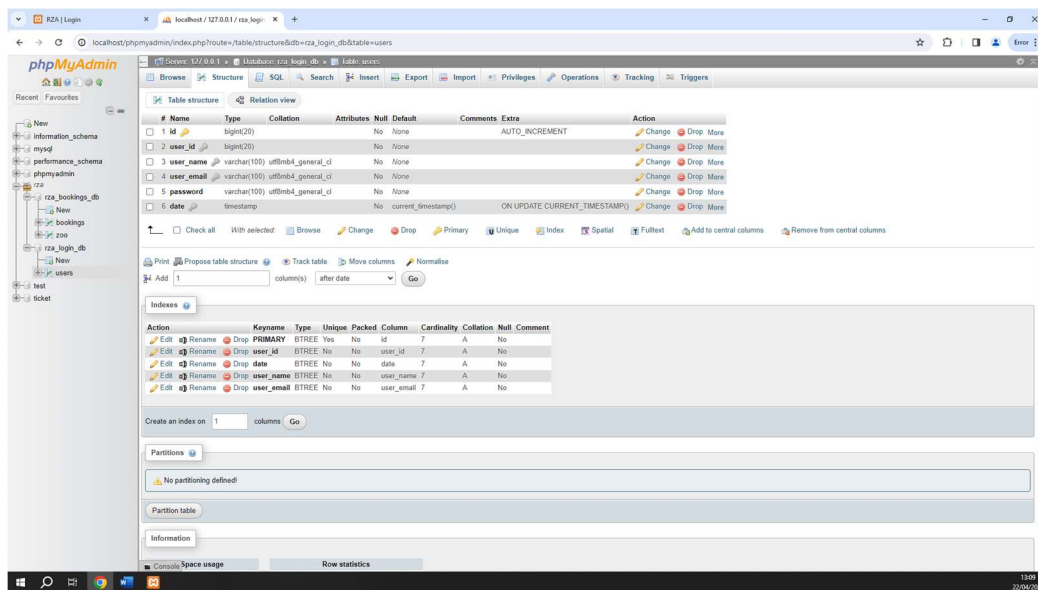 RZA | Login
localhost / 127.0.0.1 / rza_login
localhost/phpmyadmin/index.php?route=/table/structure&db=rza_login_db&table=users
Error
phpMyAdmin
Recent Favourites
New
information_schema
mysql
performance_schema
phpmyadmin
rza
rza_bookings_db
New
bookings
zoo
rza_login_db
New
users
test
ticket
Server: 127.0.0.1 » Database: rza_login_db » Table: users
Browse Structure SQL Search Insert Export Import Privileges Operations Tracking Triggers
Table structure Relation view
# Name Type Collation Attributes Null Default Comments Extra Action
1 id bigint(20) No None AUTO_INCREMENT Change Drop More
2 user_id bigint(20) No None Change Drop More
3 user_name varchar(100) utf8mb4_general_ci No None Change Drop More
4 user_email varchar(100) utf8mb4_general_ci No None Change Drop More
5 password varchar(100) utf8mb4_general_ci No None Change Drop More
6 date timestamp No current_timestamp() ON UPDATE CURRENT_TIMESTAMP() Change Drop More
Check all With selected: Browse Change Drop Primary Unique Index Spatial Fulltext Add to central columns Remove from central columns
Print Propose table structure Track table Move columns Normalise
Add 1 column(s) after date Go
Indexes
Action Keyname Type Unique Packed Column Cardinality Collation Null Comment
Edit Rename Drop PRIMARY BTREE Yes No id 7 A No
Edit Rename Drop user_id BTREE No No user_id 7 A No
Edit Rename Drop date BTREE No No date 7 A No
Edit Rename Drop user_name BTREE No No user_name 7 A No
Edit Rename Drop user_email BTREE No No user_email 7 A No
Create an index on 1 columns Go
Partitions
No partitioning defined!
Partition table
Information
Console Space usage Row statistics
13:09
22/04/20